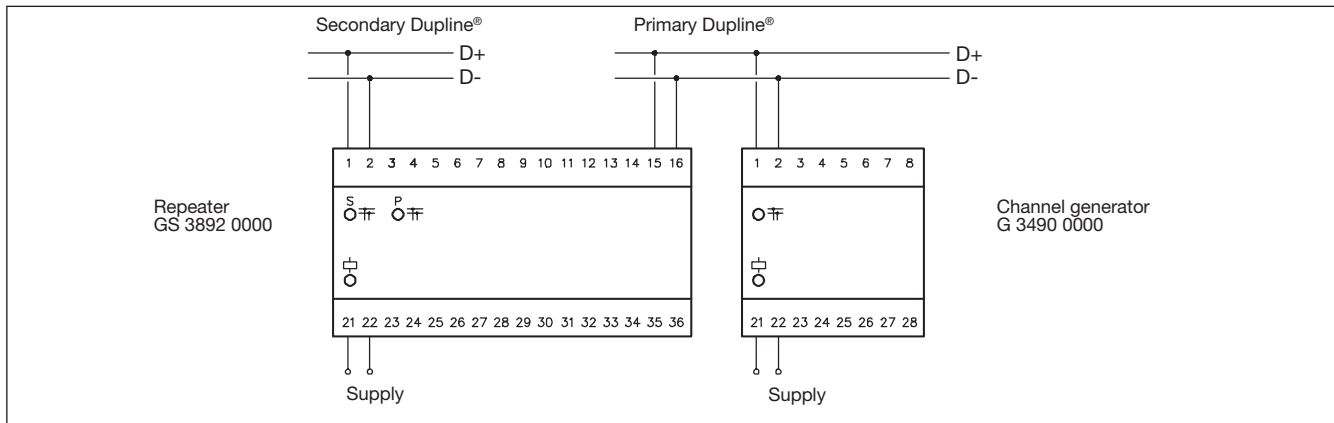 Secondary Dupline® Primary Dupline®
D+ D+
D- D-
1 2 3 4 5 6 7 8 9 10 11 12 13 14 15 16 1 2 3 4 5 6 7 8
S P
Repeater
GS 3892 0000
Channel generator
G 3490 0000
21 22 23 24 25 26 27 28 29 30 31 32 33 34 35 36 21 22 23 24 25 26 27 28
Supply Supply